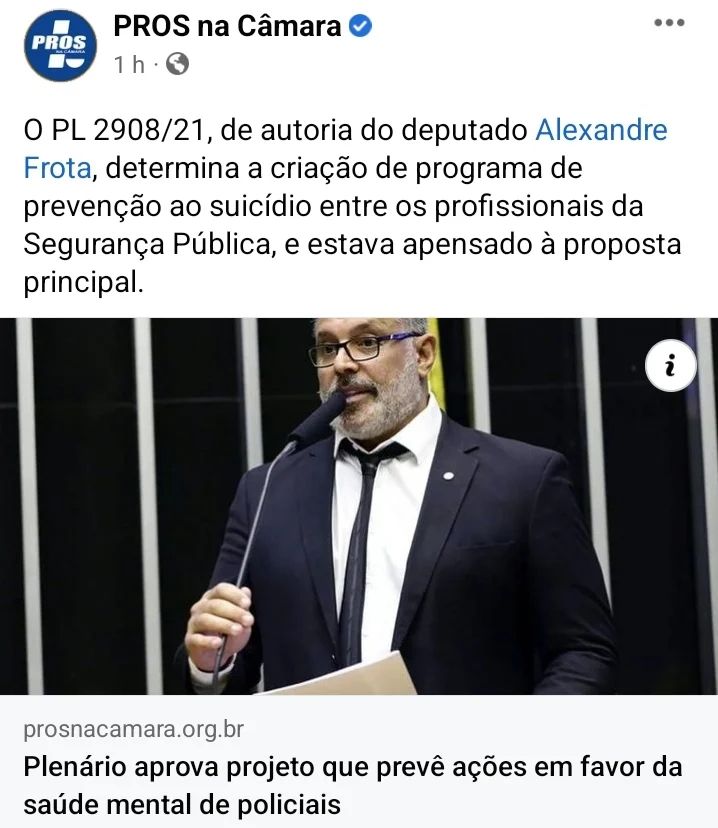 PROS
NA CÂMARA
PROS na Câmara
1 h
O PL 2908/21, de autoria do deputado Alexandre
Frota, determina a criação de programa de
prevenção ao suicídio entre os profissionais da
Segurança Pública, e estava apensado à proposta
principal.
i
prosnacamara.org.br
Plenário aprova projeto que prevê ações em favor da
saúde mental de policiais